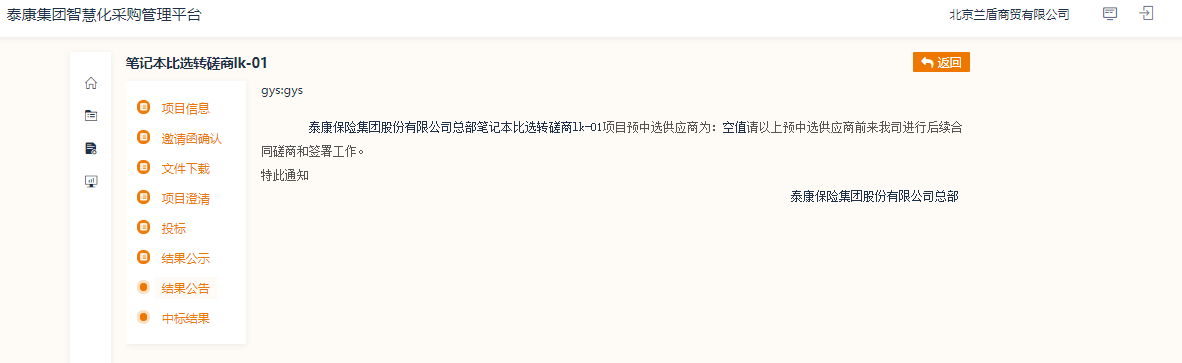 泰康集团智慧化采购管理平台
北京兰盾商贸有限公司
笔记本比选转磋商lk-01
返回
项目信息
邀请函确认
文件下载
项目澄清
投标
结果公示
结果公告
中标结果
gys:gys
泰康保险集团股份有限公司总部笔记本比选转磋商lk-01项目预中选供应商为：空值请以上预中选供应商前来我司进行后续合
同磋商和签署工作。
特此通知
泰康保险集团股份有限公司总部